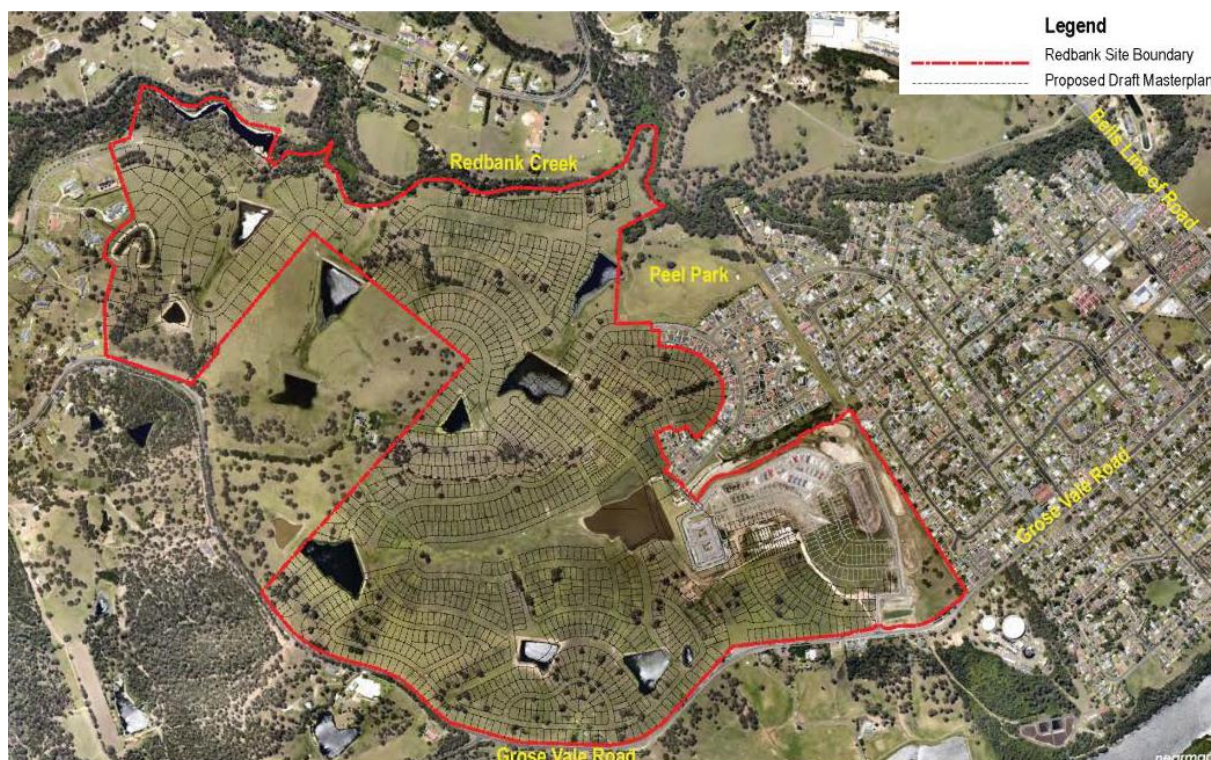 Legend
Redbank Site Boundary
Proposed Draft Masterplan
Bells Line of Road
Redbank Creek
Peel Park
Grose Vale Road
Grose Vale Road
nearmap